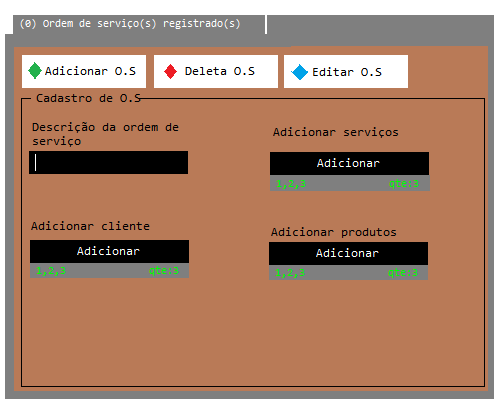 (0) Ordem de serviço(s) registrado(s)
Adicionar O.S
Deleta O.S
Editar O.S
Cadastro de O.S
Descrição da ordem de
serviço
Adicionar serviços
Adicionar
1,2,3 qte:3
Adicionar cliente
Adicionar
1,2,3 qte:3
Adicionar produtos
Adicionar
1,2,3 qte:3